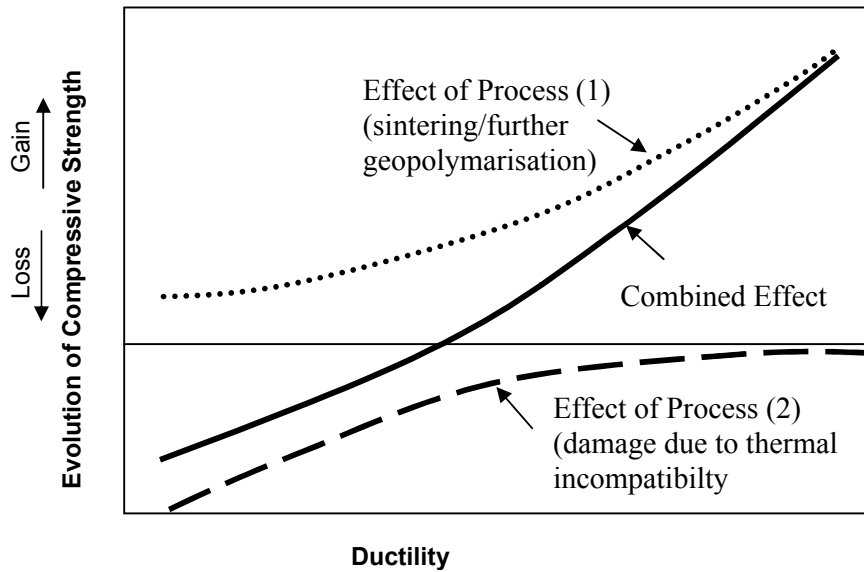 Evolution of Compressive Strength
Loss
Gain
Effect of Process (1)
(sintering/further
geopolymarisation)
Combined Effect
Effect of Process (2)
(damage due to thermal
incompatibilty
Ductility